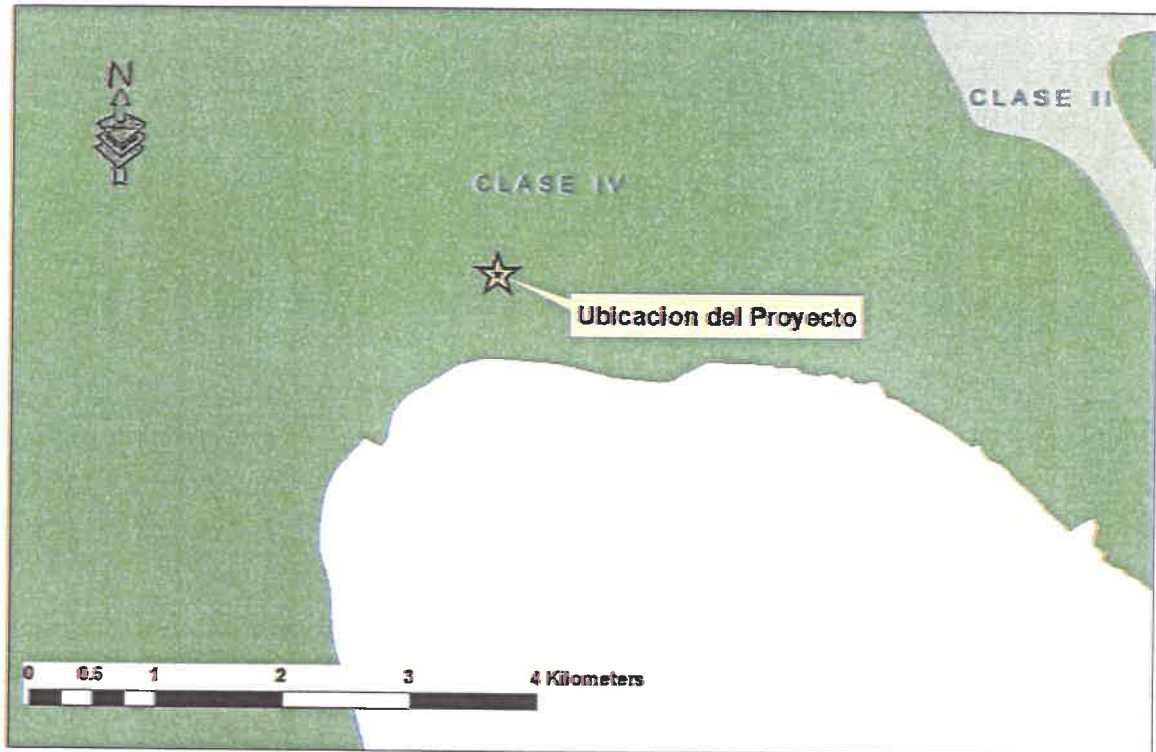 N
CLASE II
CLASE IV
Ubicacion del Proyecto
0 0.5 1 2 3 4 Kilometers